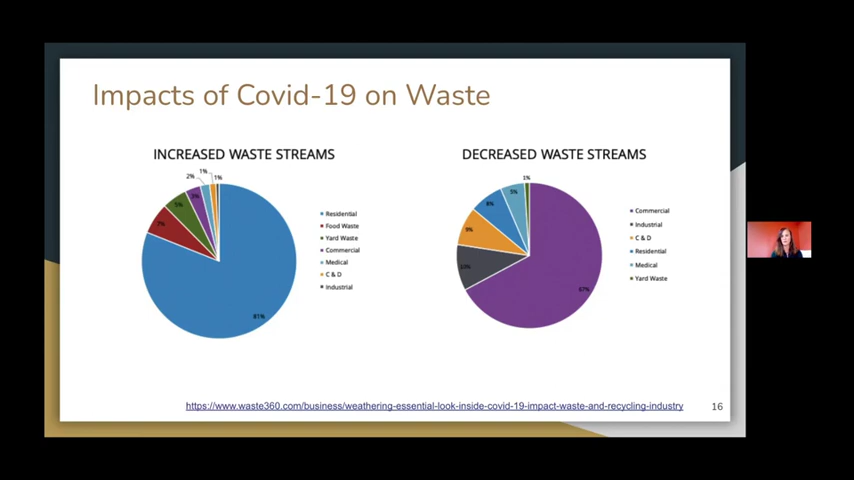 Impacts of Covid-19 on Waste
INCREASED WASTE STREAMS
2%
1%
1%
5%
3%
7%
81%
Residential
Food Waste
Yard Waste
Commercial
Medical
C & D
Industrial
DECREASED WASTE STREAMS
1%
5%
8%
9%
10%
67%
Commercial
Industrial
C & D
Residential
Medical
Yard Waste
https://www.waste360.com/business/weathering-essential-look-inside-covid-19-impact-waste-and-recycling-industry
16